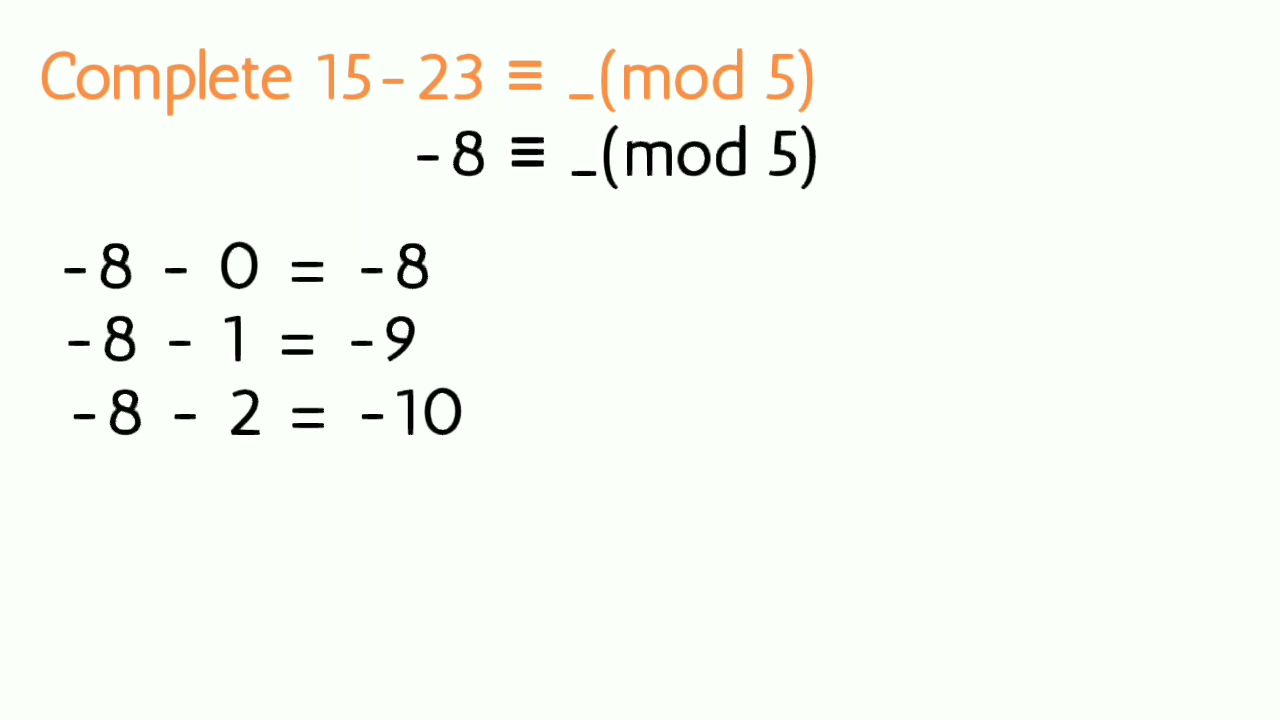 Complete 15-23 ≡ _(mod 5)
-8 ≡ _(mod 5)
-8 - 0 = -8
-8 - 1 = -9
-8 - 2 = -10